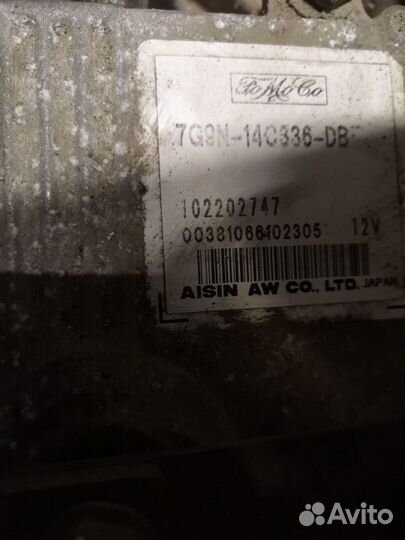 FoMoCo
7G9N-14C336-DB
102202747
00381066402305 12V
AISIN AW CO., LTD. JAPAN
Avito